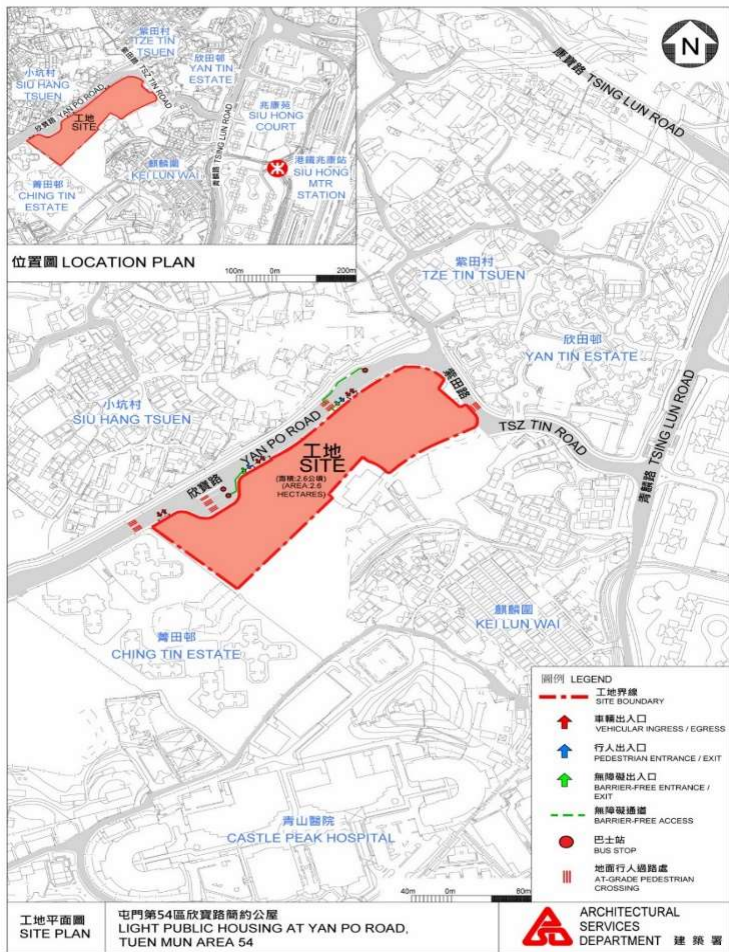 紫田村
TZE TIN
TSUEN
紫田路 TSZ TIN ROAD
欣田邨
YAN TIN
ESTATE
小坑村
SIU HANG
TSUEN
欣寶路 YAN PO ROAD
工地
SITE
兆康苑
SIU HONG
COURT
青麟路 TSING LUN ROAD
麒麟圍
KEI LUN WAI
港鐵兆康站
SIU HONG
MTR
STATION
菁田邨
CHING TIN
ESTATE
位置圖 LOCATION PLAN
100m 0m 200m
N
康寶路 TSING LUN ROAD
紫田村
TZE TIN TSUEN
欣田邨
YAN TIN ESTATE
小坑村
SIU HANG TSUEN
欣寶路 YAN PO ROAD
紫田路
TSZ TIN ROAD
青麟路 TSING LUN ROAD
工地
SITE
(面積:2.6公頃)
(AREA:2.6
HECTARES)
麒麟圍
KEI LUN WAI
菁田邨
CHING TIN ESTATE
青山醫院
CASTLE PEAK HOSPITAL
圖例 LEGEND
工地界線
SITE BOUNDARY
車輛出入口
VEHICULAR INGRESS / EGRESS
行人出入口
PEDESTRIAN ENTRANCE / EXIT
無障礙出入口
BARRIER-FREE ENTRANCE /
EXIT
無障礙通道
BARRIER-FREE ACCESS
巴士站
BUS STOP
地面行人過路處
AT-GRADE PEDESTRIAN
CROSSING
40m 0m 80m
工地平面圖
SITE PLAN
屯門第54區欣寶路簡約公屋
LIGHT PUBLIC HOUSING AT YAN PO ROAD,
TUEN MUN AREA 54
ARCHITECTURAL
SERVICES
DEPARTMENT 建築署